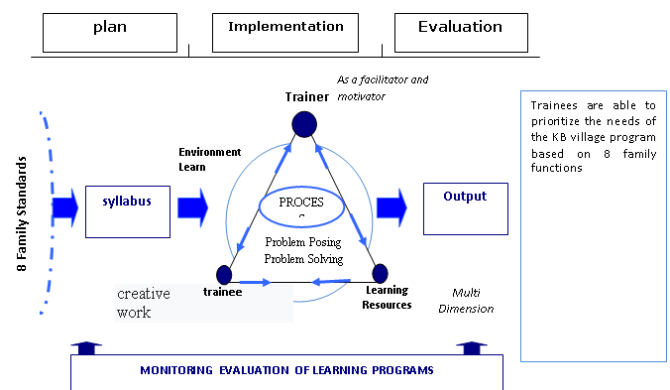 plan
Implementation
Evaluation
As a facilitator and
motivator
Trainer
Trainees are able to
prioritize the needs of
the KB village program
based on 8 family
functions
Environment
Learn
8 Family Standards
syllabus
PROCES
Output
Problem Posing
Problem Solving
trainee
Learning
Resources
creative
work
Multi
Dimension
MONITORING EVALUATION OF LEARNING PROGRAMS